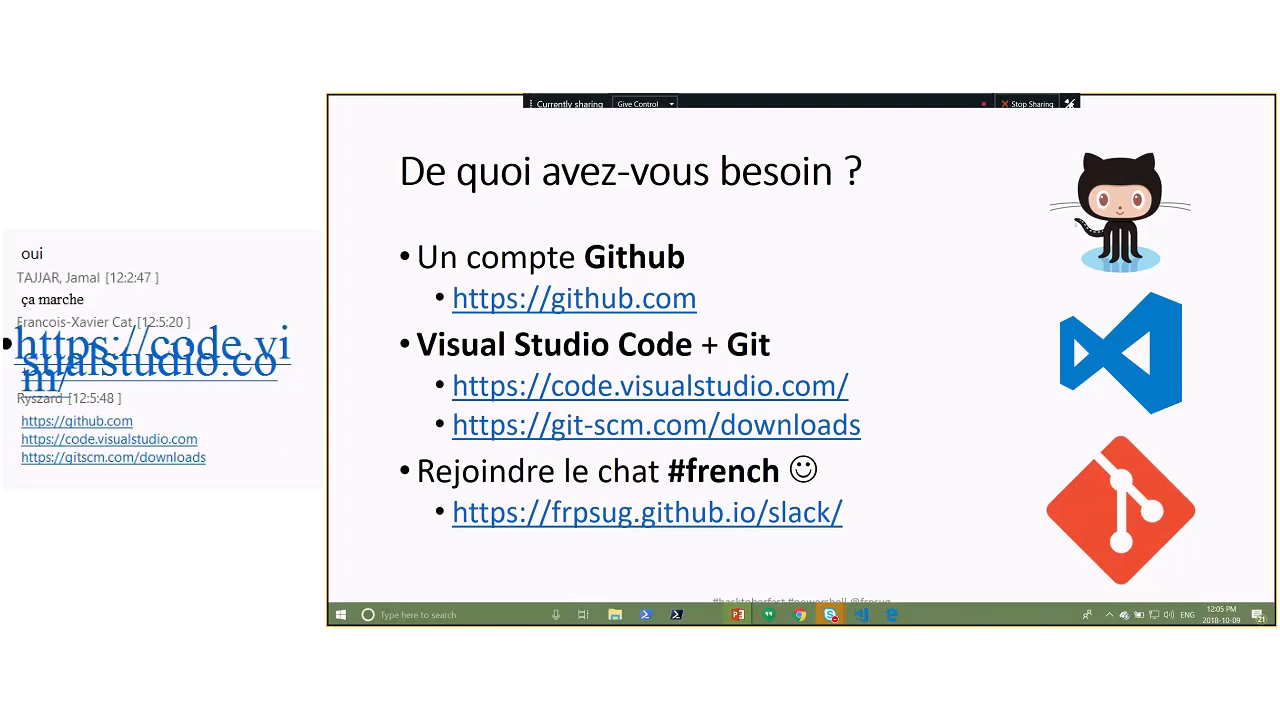 oui
TAJJAR, Jamal [12:2:47 ]
ça marche
Francois-Xavier Cat [12:5:20 ]
•https://code.vi
sualstudio.co
m/
Ryszard [12:5:48 ]
https://github.com
https://code.visualstudio.com
https://gitscm.com/downloads
Currently sharing Give Control Stop Sharing
De quoi avez-vous besoin ?
• Un compte Github
• https://github.com
• Visual Studio Code + Git
• https://code.visualstudio.com/
• https://git-scm.com/downloads
• Rejoindre le chat #french ☺
• https://frpsug.github.io/slack/
#hacktoberfest #powershell @frpsug
Type here to search
ENG
12:05 PM
2018-10-09
21